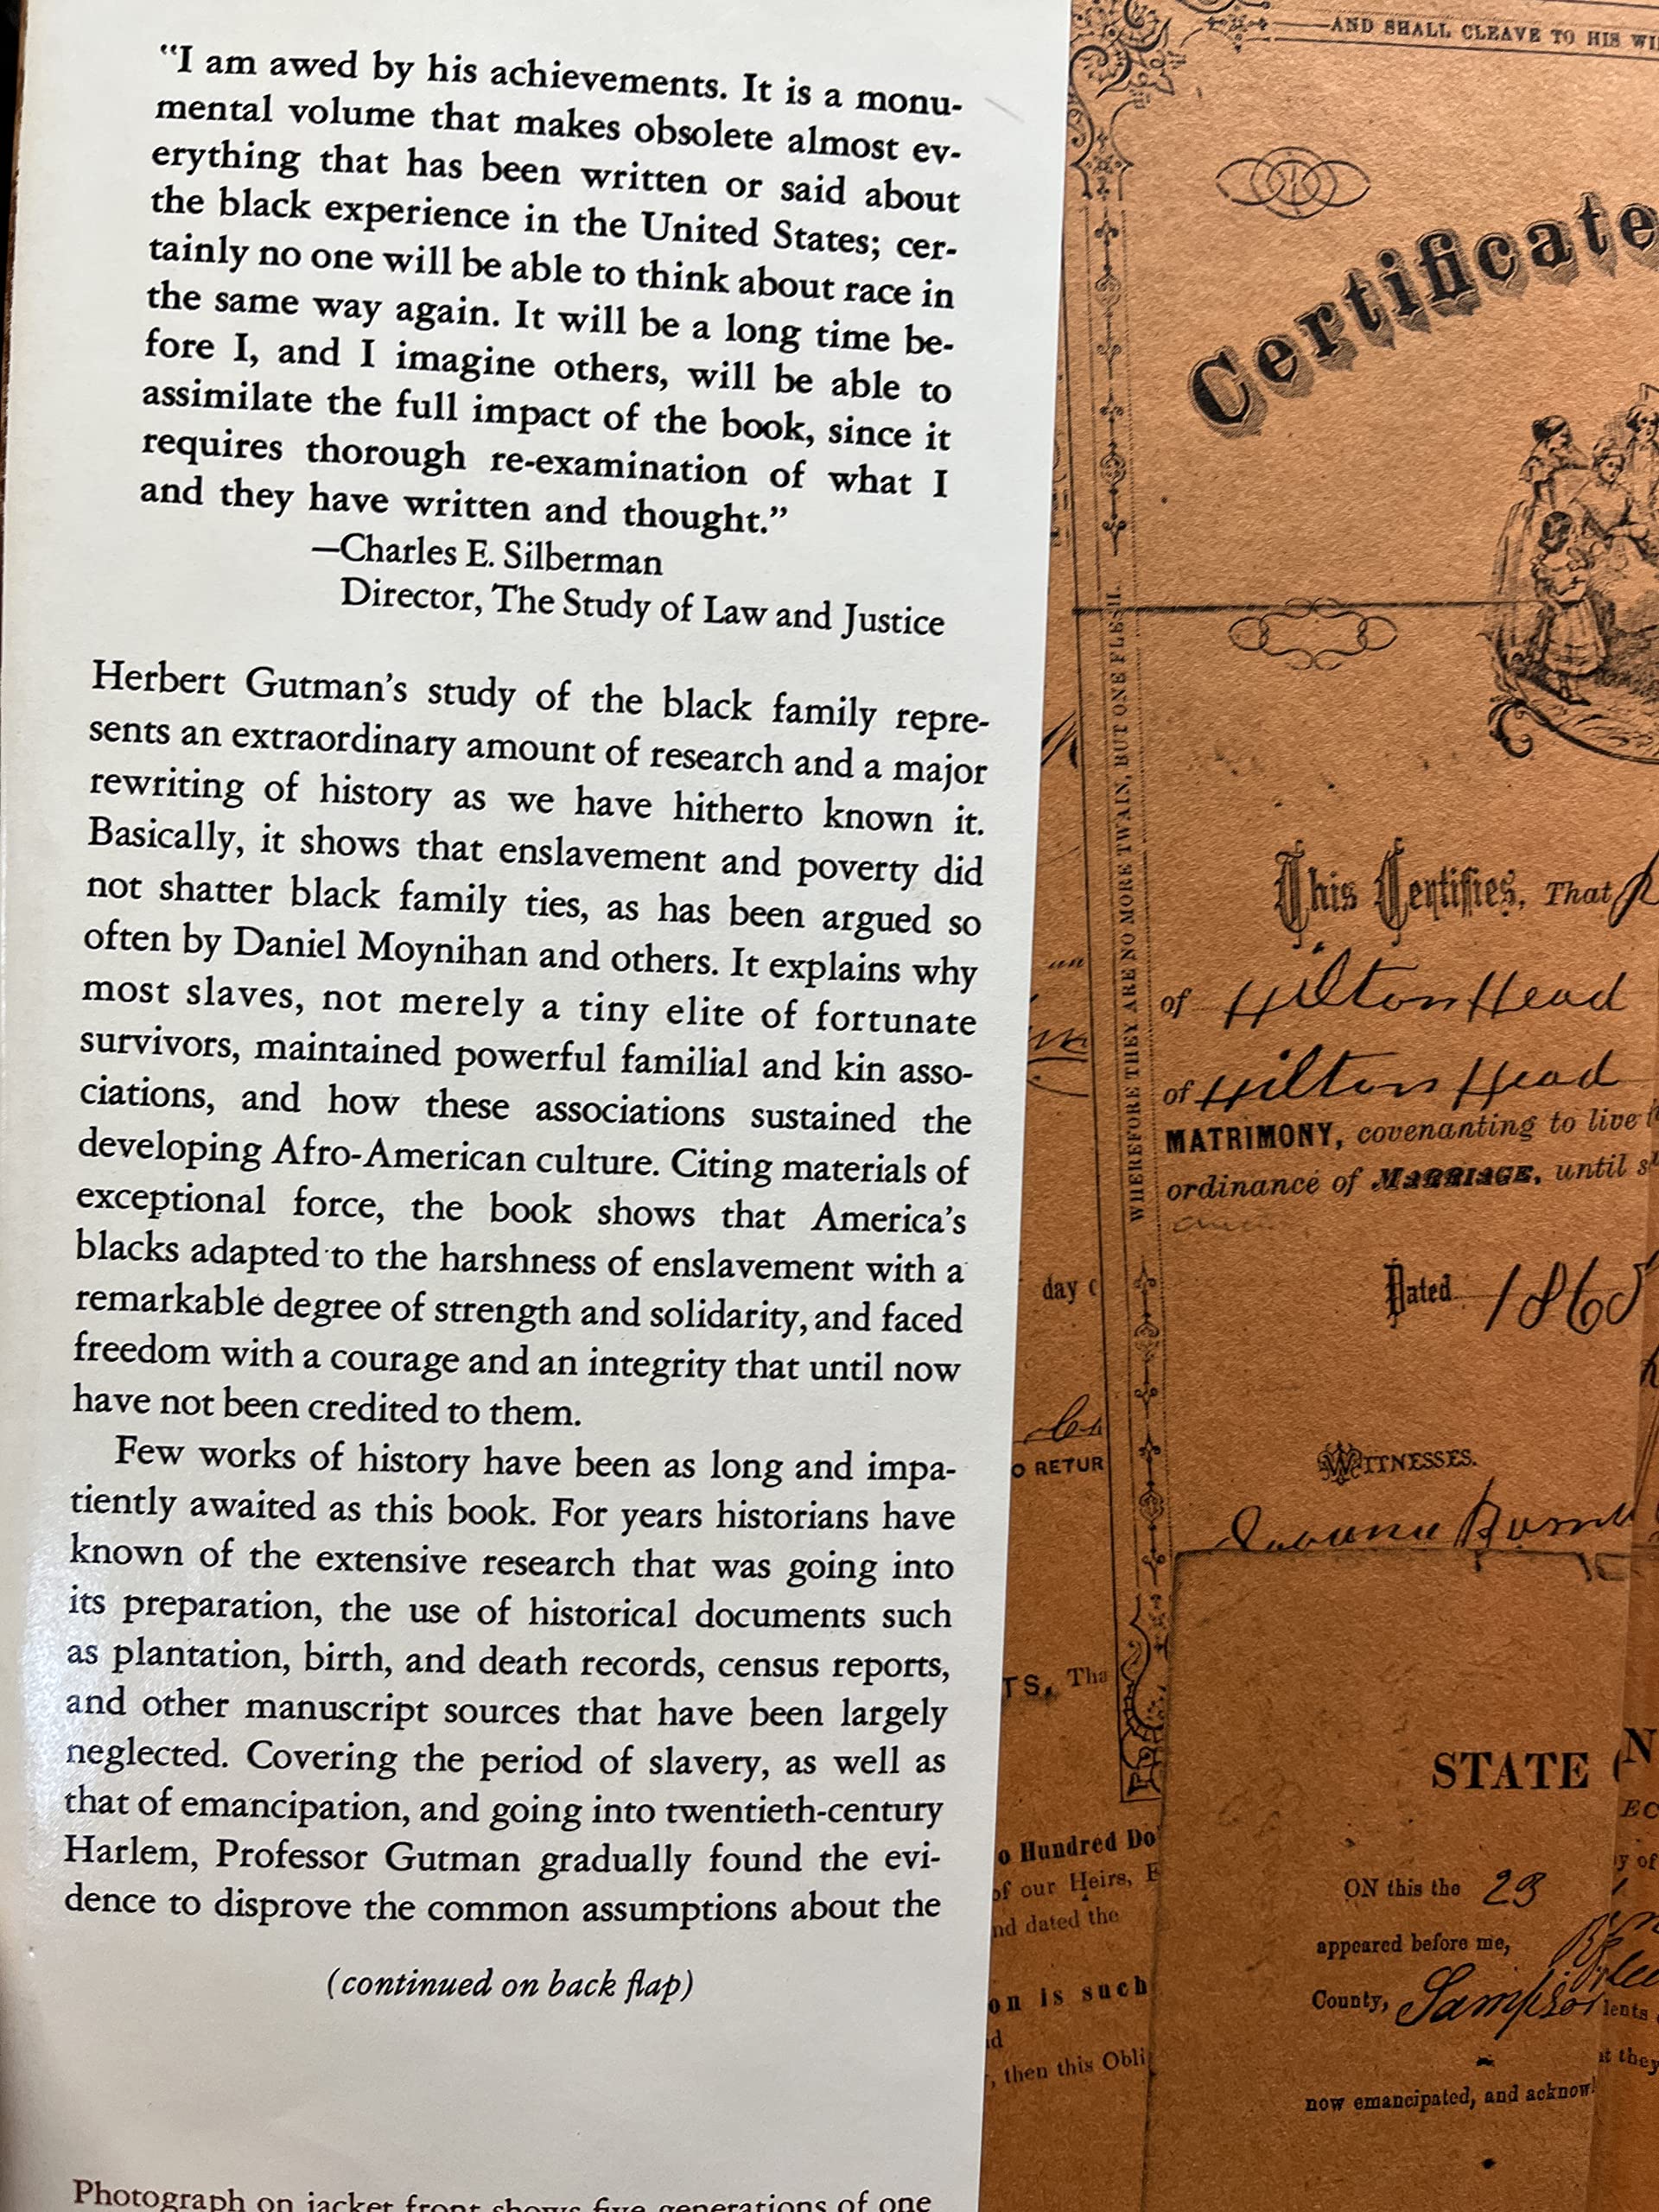 "I am awed by his achievements. It is a monu-
mental volume that makes obsolete almost ev-
erything that has been written or said about
the black experience in the United States; cer-
tainly no one will be able to think about race in
the same way again. It will be a long time be-
fore I, and I imagine others, will be able to
assimilate the full impact of the book, since it
requires thorough re-examination of what I
and they have written and thought."
—Charles E. Silberman
Director, The Study of Law and Justice
Herbert Gutman's study of the black family repre-
sents an extraordinary amount of research and a major
rewriting of history as we have hitherto known it.
Basically, it shows that enslavement and poverty did
not shatter black family ties, as has been argued so
often by Daniel Moynihan and others. It explains why
most slaves, not merely a tiny elite of fortunate
survivors, maintained powerful familial and kin asso-
ciations, and how these associations sustained the
developing Afro-American culture. Citing materials of
exceptional force, the book shows that America's
blacks adapted to the harshness of enslavement with a
remarkable degree of strength and solidarity, and faced
freedom with a courage and an integrity that until now
have not been credited to them.
Few works of history have been as long and impa-
tiently awaited as this book. For years historians have
known of the extensive research that was going into
its preparation, the use of historical documents such
as plantation, birth, and death records, census reports,
and other manuscript sources that have been largely
neglected. Covering the period of slavery, as well as
that of emancipation, and going into twentieth-century
Harlem, Professor Gutman gradually found the evi-
dence to disprove the common assumptions about the
(continued on back flap)
Photograph on jacket front shows five generations of one
AND SHALL CLEAVE TO HIS WI
Certificate
WHEREFORE THEY ARE NO MORE TWAIN, BUT ONE FLESH.
This Certifies, That
of Hilton Head
of Hilton Head
MATRIMONY, covenanting to live
ordinance of MARRIAGE, until
Dated 1865
WITNESSES.
day
O RETUR
TS, Tha
o Hundred Do
of our Heirs, E
nd dated the
on is such
d
, then this Obli
STATE
N
EC
y of
ON this the 23
appeared before me,
County, Sampson
lents
t they
now emancipated, and acknow